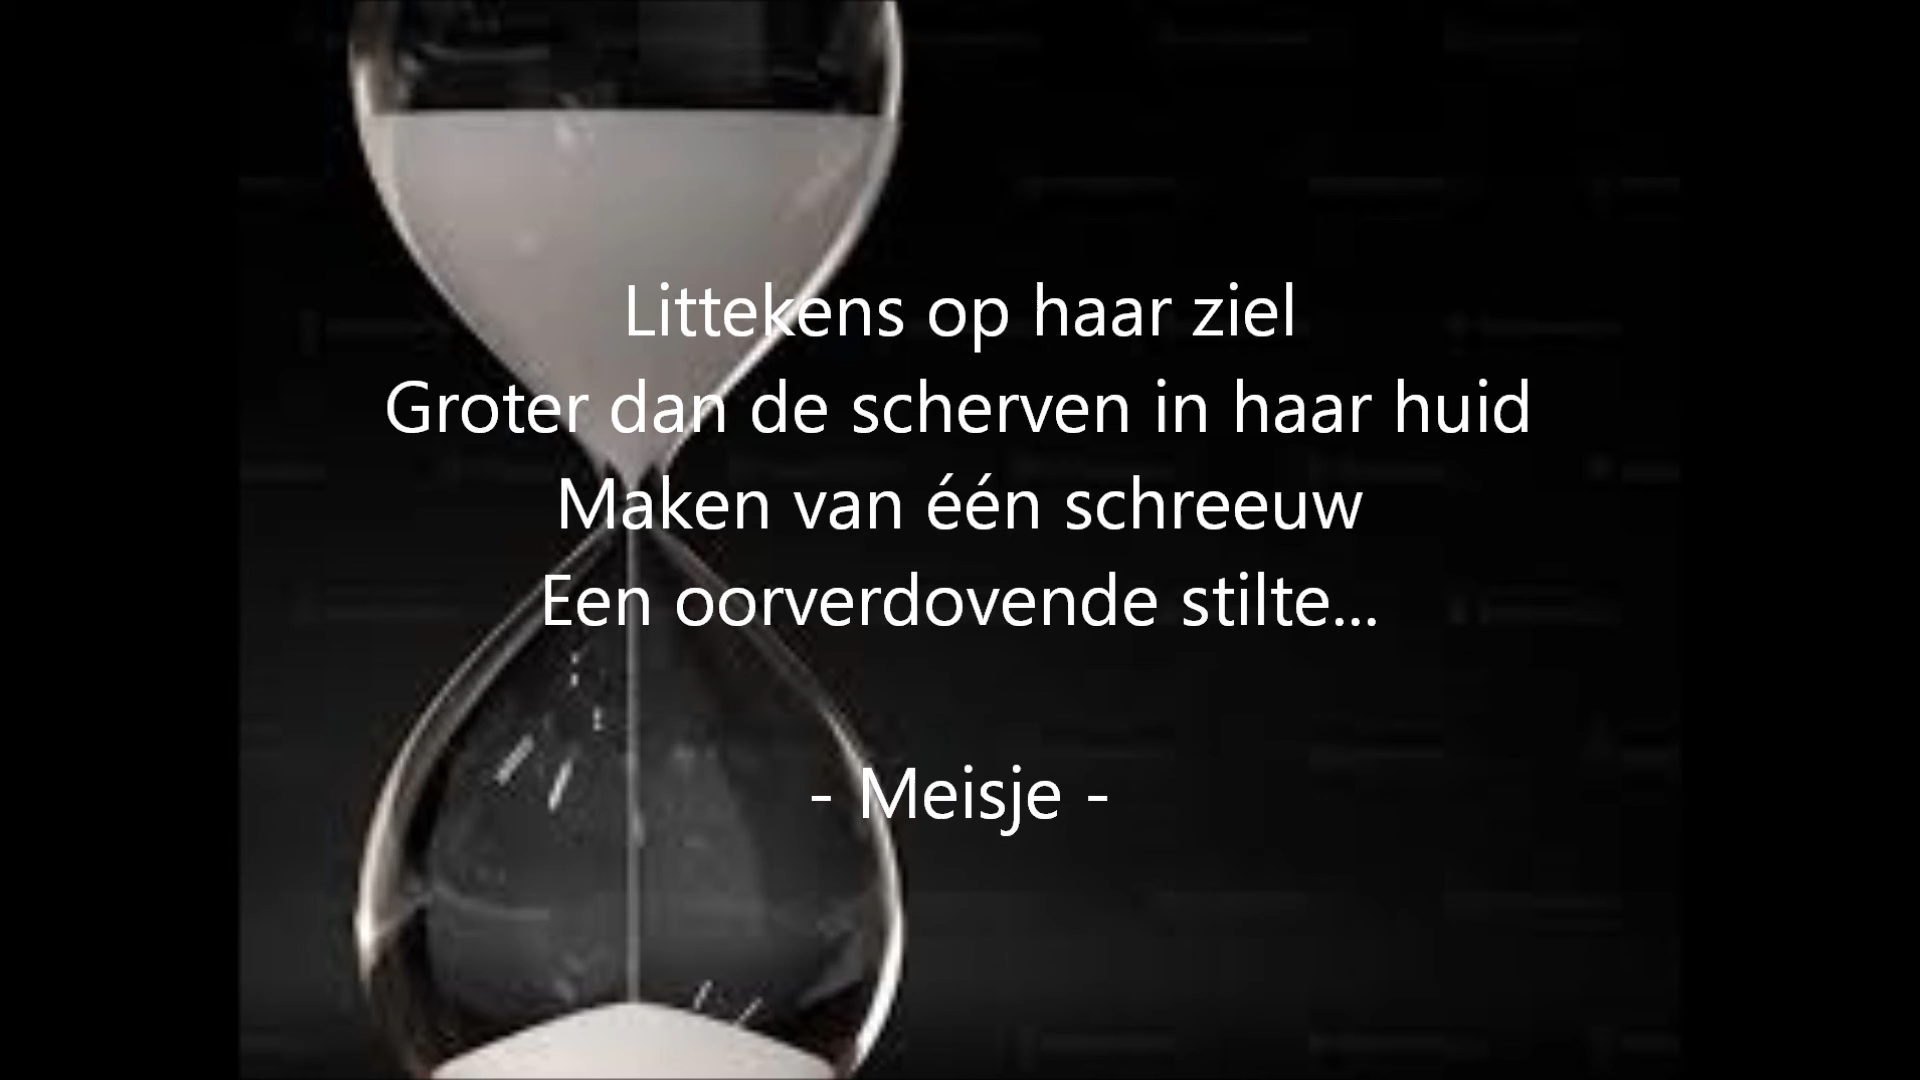 Littekens op haar ziel
Groter dan de scherven in haar huid
Maken van één schreeuw
Een oorverdovende stilte...
- Meisje -